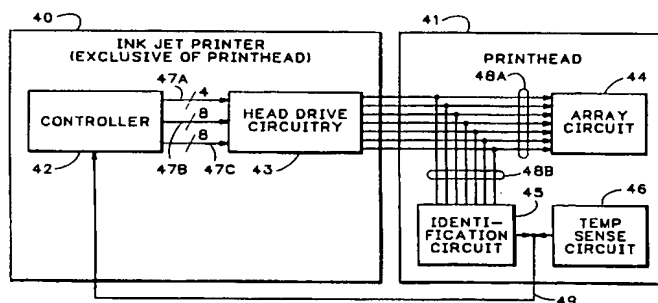 40
41
INK JET PRINTER
(EXCLUSIVE OF PRINTHEAD)
PRINTHEAD
47A
4
48A
44
CONTROLLER
8
HEAD DRIVE
CIRCUITRY
ARRAY
CIRCUIT
8
42
47B
47C
43
48B
45
46
IDENTI-
FICATION
CIRCUIT
TEMP
SENSE
CIRCUIT
49